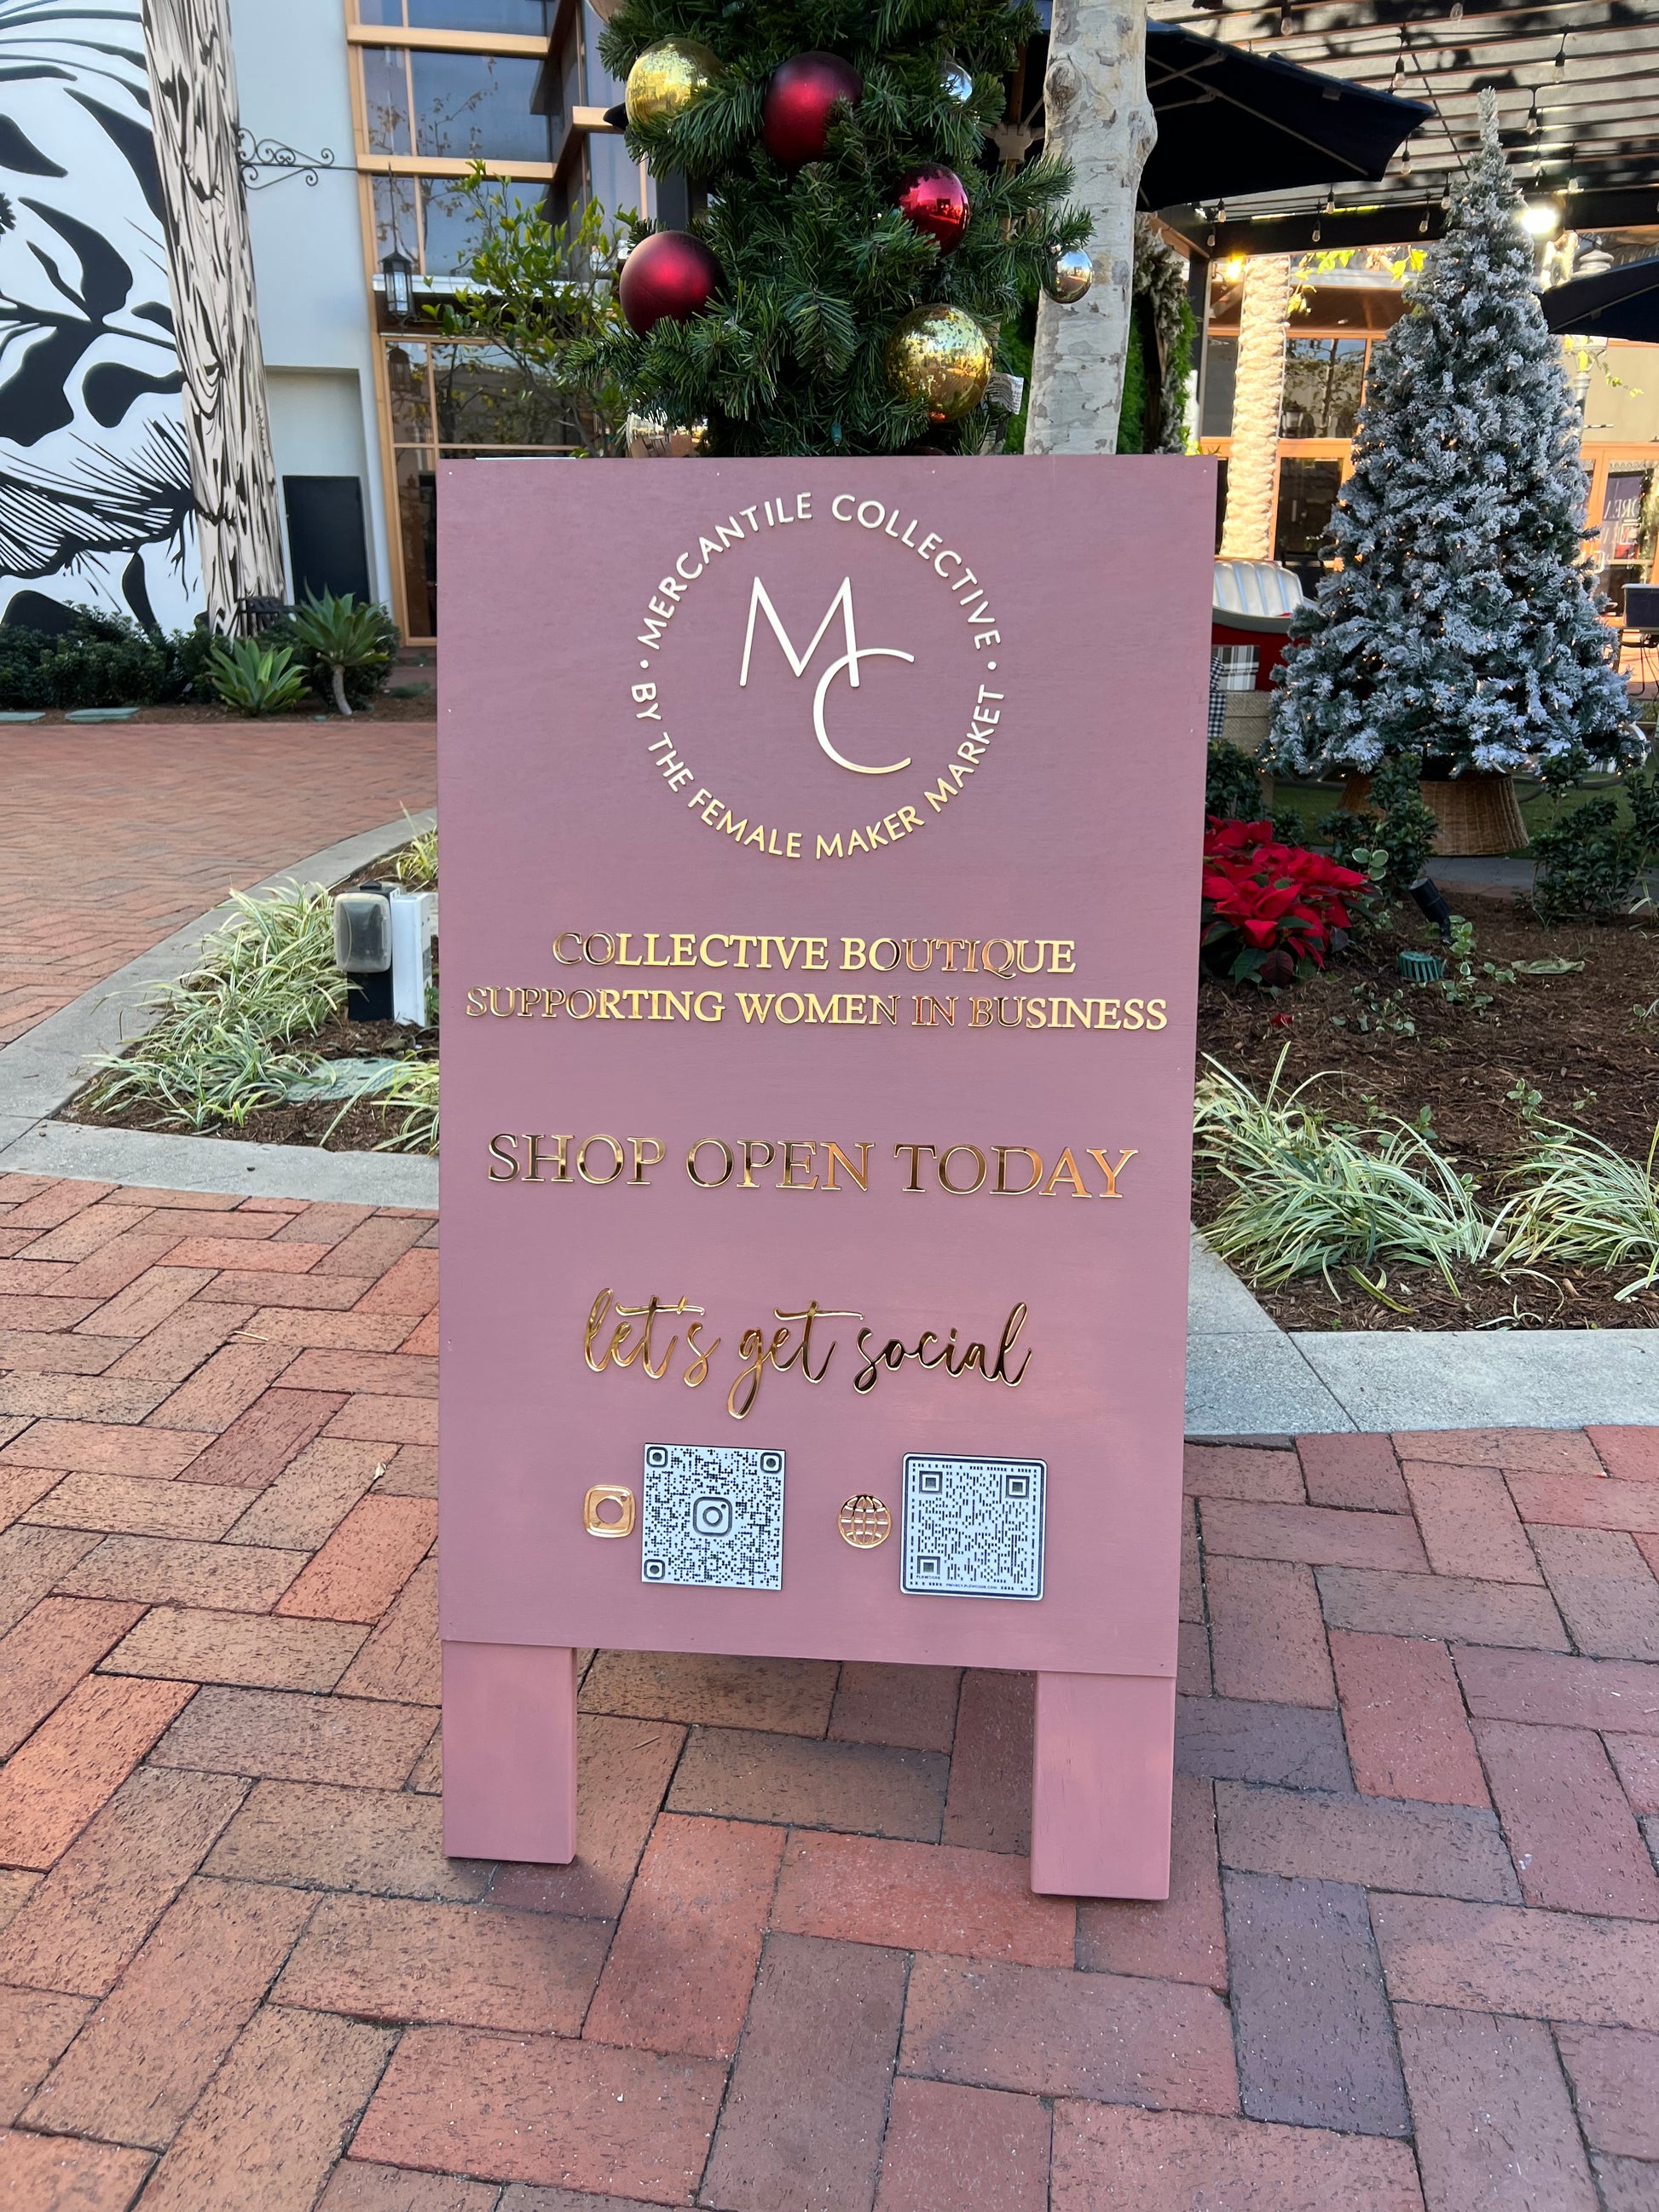 MERCANTILE COLLECTIVE
MC
• BY THE FEMALE MAKER MARKET •
COLLECTIVE BOUTIQUE
SUPPORTING WOMEN IN BUSINESS
SHOP OPEN TODAY
let's get social